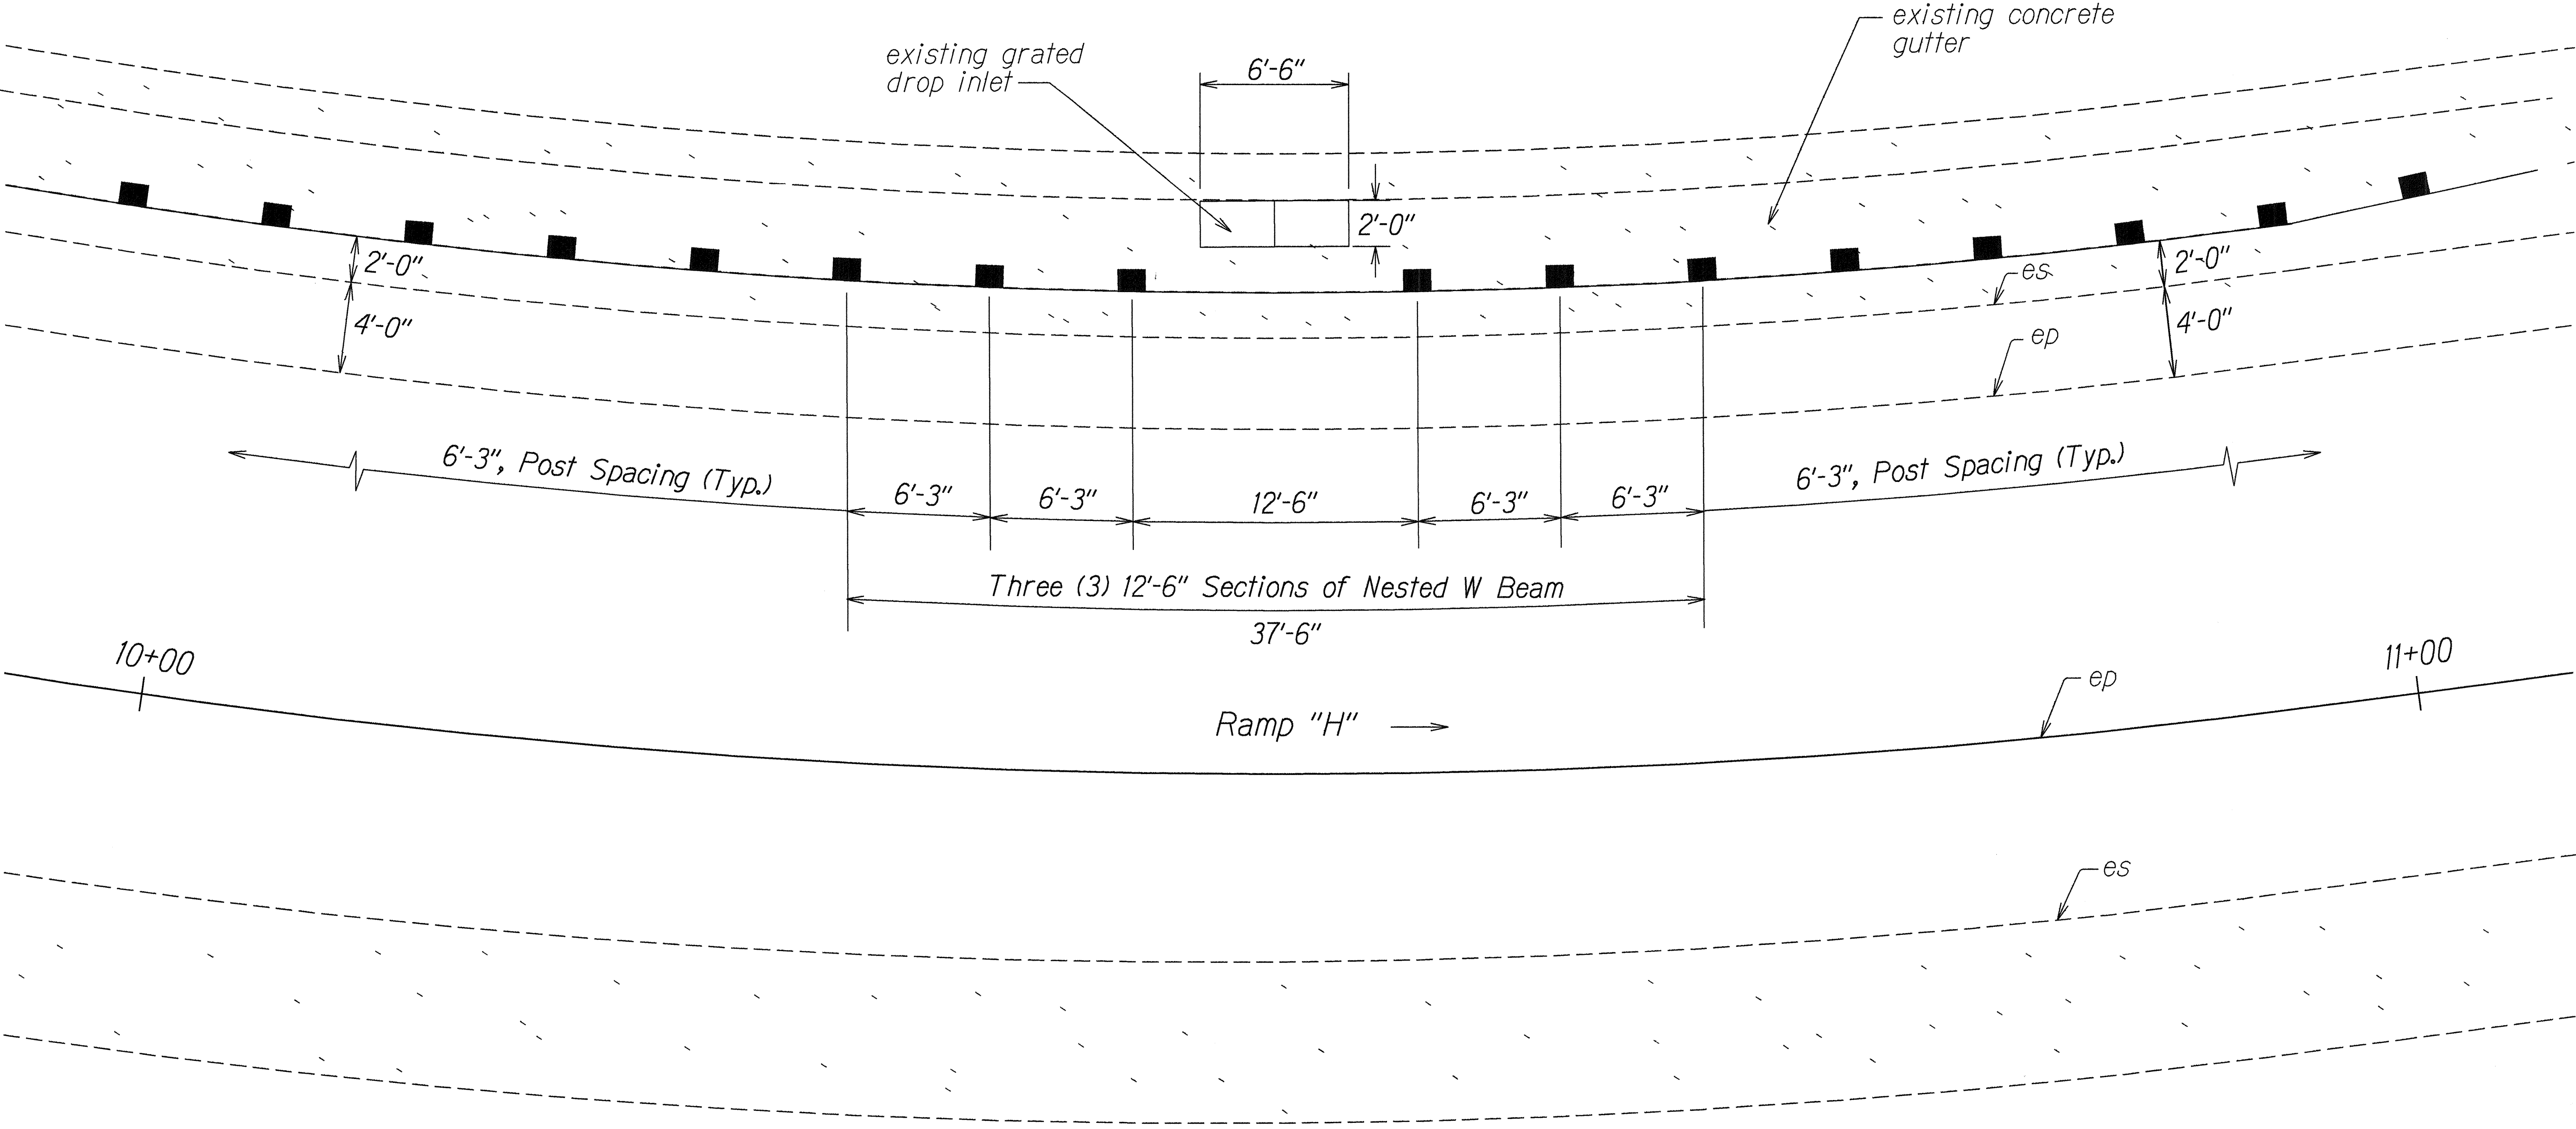 existing concrete
gutter
existing grated
drop inlet
6'-6"
2'-0"
2'-0"
4'-0"
es
2'-0"
4'-0"
ep
6'-3", Post Spacing (Typ.)
6'-3"
6'-3"
12'-6"
6'-3"
6'-3"
6'-3", Post Spacing (Typ.)
Three (3) 12'-6" Sections of Nested W Beam
37'-6"
10+00
11+00
ep
Ramp "H"
es